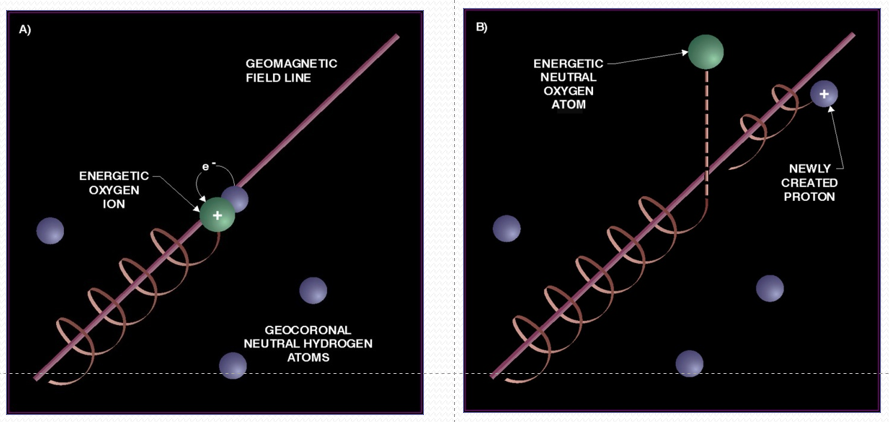 A)
GEOMAGNETIC
FIELD LINE
e -
ENERGETIC
OXYGEN
ION
+
GEOCORONAL
NEUTRAL HYDROGEN
ATOMS
B)
ENERGETIC
NEUTRAL
OXYGEN
ATOM
+
NEWLY
CREATED
PROTON